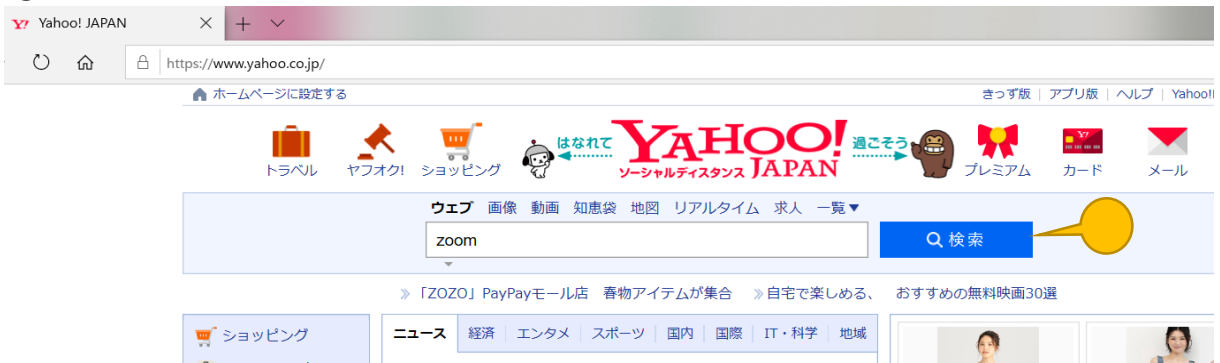 Yahoo! JAPAN
https://www.yahoo.co.jp/
ホームページに設定する
きっず版 | アプリ版 | ヘルプ | Yahoo!
はなれて YAHOO! JAPAN 過ごそう
ソーシャルディスタンス
トラベル ヤフオク! ショッピング プレミアム カード メール
ウェブ 画像 動画 知恵袋 地図 リアルタイム 求人 一覧▼
zoom 検索
「ZOZO」PayPayモール店 春物アイテムが集合 自宅で楽しめる、 おすすめの無料映画30選
ショッピング ニュース 経済 エンタメ スポーツ 国内 国際 IT・科学 地域